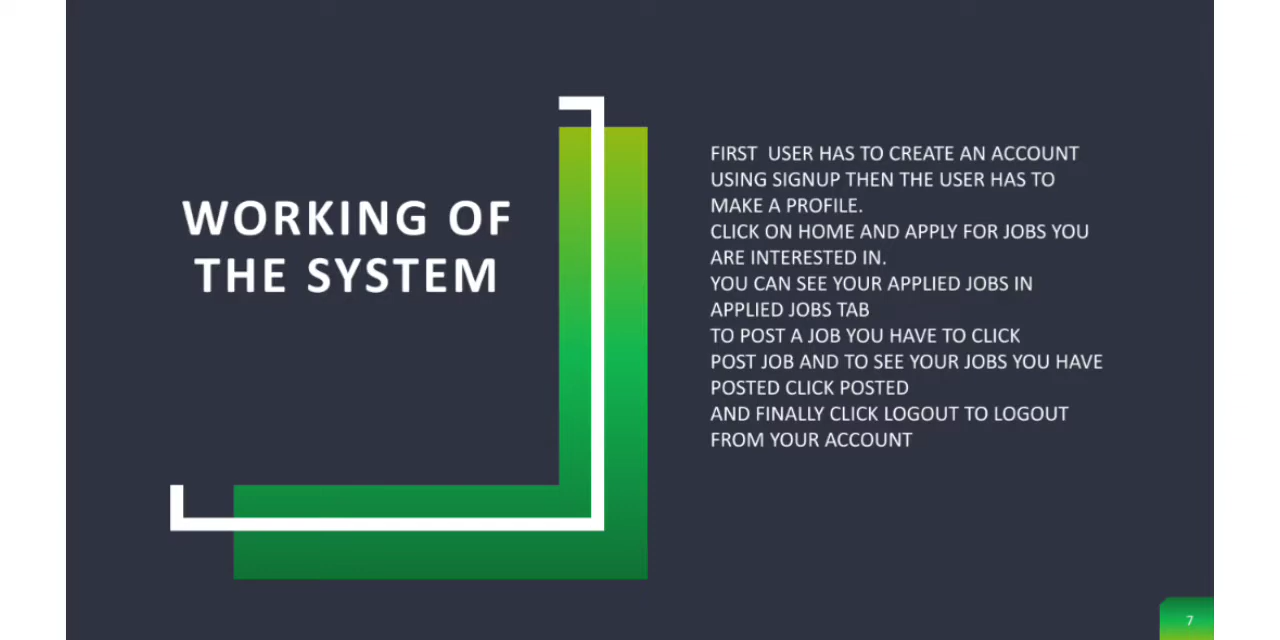 WORKING OF
THE SYSTEM
FIRST  USER HAS TO CREATE AN ACCOUNT
USING SIGNUP THEN THE USER HAS TO
MAKE A PROFILE.
CLICK ON HOME AND APPLY FOR JOBS YOU
ARE INTERESTED IN.
YOU CAN SEE YOUR APPLIED JOBS IN
APPLIED JOBS TAB
TO POST A JOB YOU HAVE TO CLICK
POST JOB AND TO SEE YOUR JOBS YOU HAVE
POSTED CLICK POSTED
AND FINALLY CLICK LOGOUT TO LOGOUT
FROM YOUR ACCOUNT
7